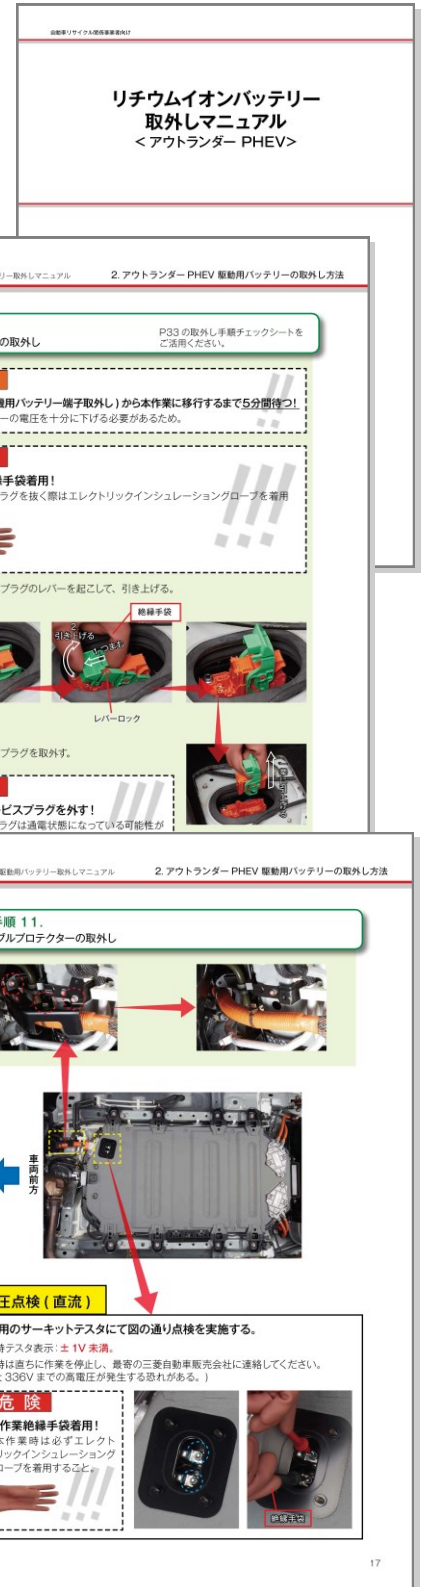 自動車リサイクル関係事業者向け
リチウムイオンバッテリー
取外しマニュアル
<アウトランダー PHEV>
リー取外しマニュアル
2. アウトランダー PHEV 駆動用バッテリーの取外し方法
の取外し
P33 の取外し手順チェックシートを
ご活用ください。
機用バッテリー端子取外し) から本作業に移行するまで5分間待つ!
ーの電圧を十分に下げる必要があるため。
手袋着用!
ラグを抜く際はエレクトリックインシュレーショングローブを着用
プラグのレバーを起こして、引き上げる。
絶縁手袋
2.
引き上げる
1.つまむ
レバーロック
プラグを取外す。
ビスプラグを外す!
ラグは通電状態になっている可能性が
駆動用バッテリー取外しマニュアル
2. アウトランダー PHEV 駆動用バッテリーの取外し方法
順 11.
ブルプロテクターの取外し
車両前方
圧点検 ( 直流 )
用のサーキットテスタにて図の通り点検を実施する。
時テスタ表示:± 1V 未満。
時は直ちに作業を停止し、最寄の三菱自動車販売会社に連絡してください。
336V までの高電圧が発生する恐れがある。)
危 険
作業絶縁手袋着用!
本作業時は必ずエレクト
リックインシュレーショング
ローブを着用すること。
絶縁手袋
17